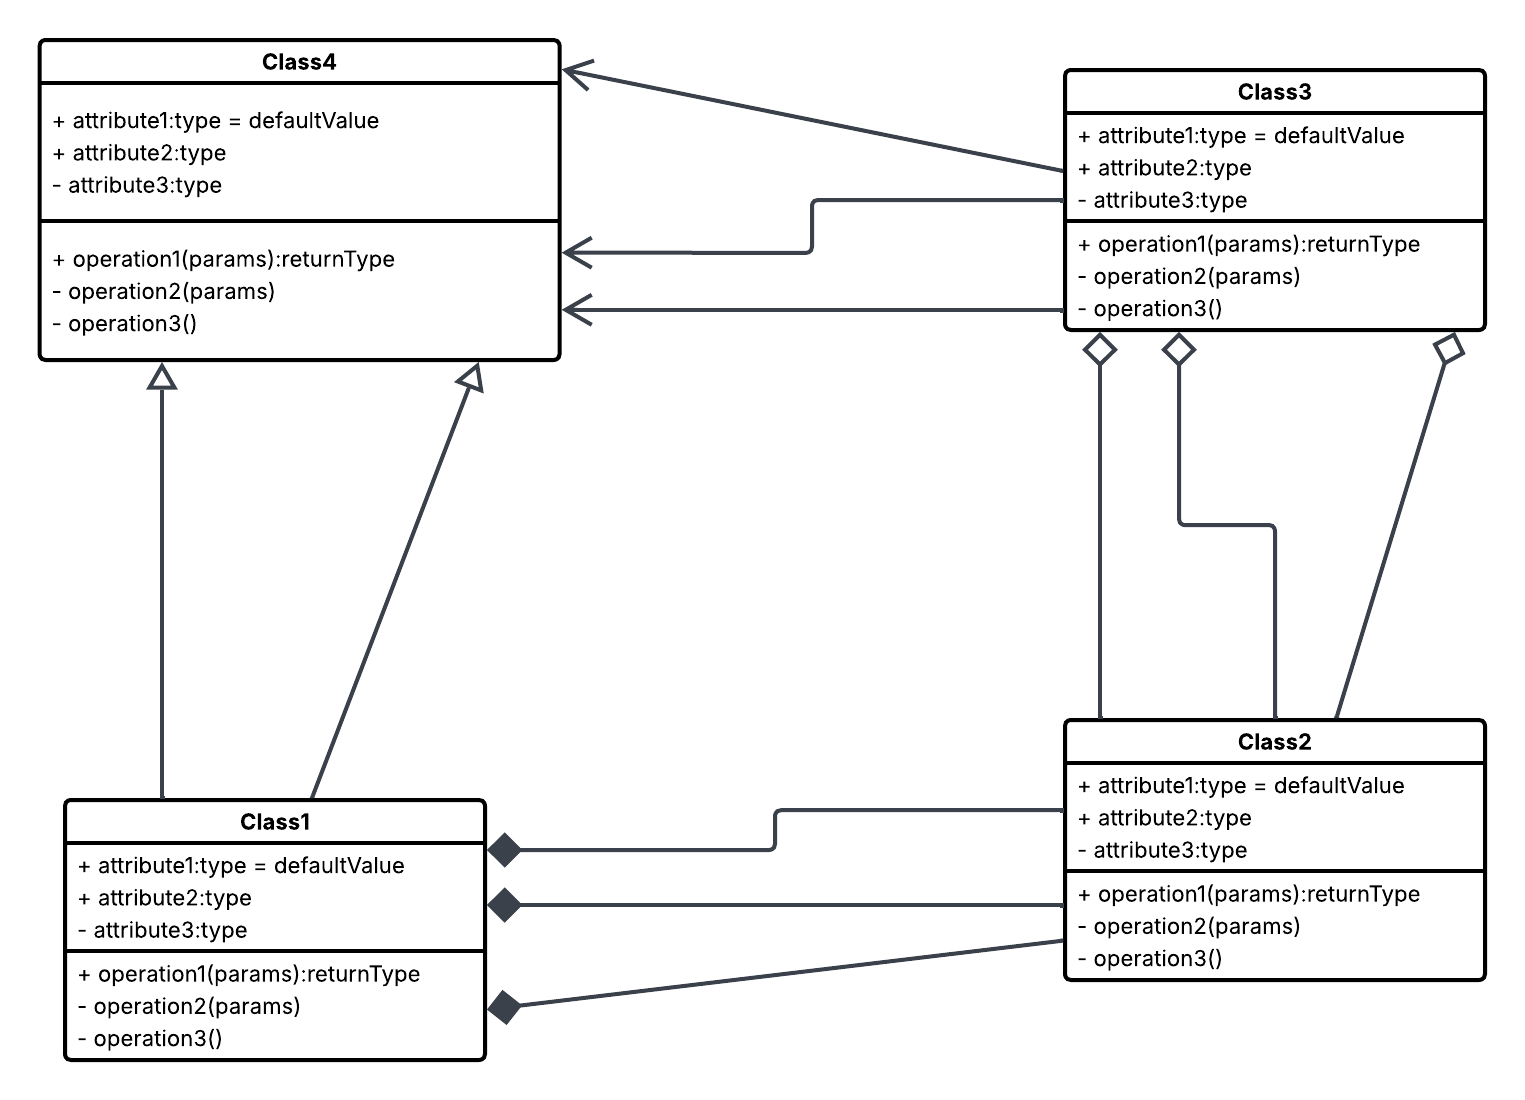 Class4
+ attribute1:type = defaultValue
+ attribute2:type
- attribute3:type
+ operation1(params):returnType
- operation2(params)
- operation3()
Class3
+ attribute1:type = defaultValue
+ attribute2:type
- attribute3:type
+ operation1(params):returnType
- operation2(params)
- operation3()
Class1
+ attribute1:type = defaultValue
+ attribute2:type
- attribute3:type
+ operation1(params):returnType
- operation2(params)
- operation3()
Class2
+ attribute1:type = defaultValue
+ attribute2:type
- attribute3:type
+ operation1(params):returnType
- operation2(params)
- operation3()